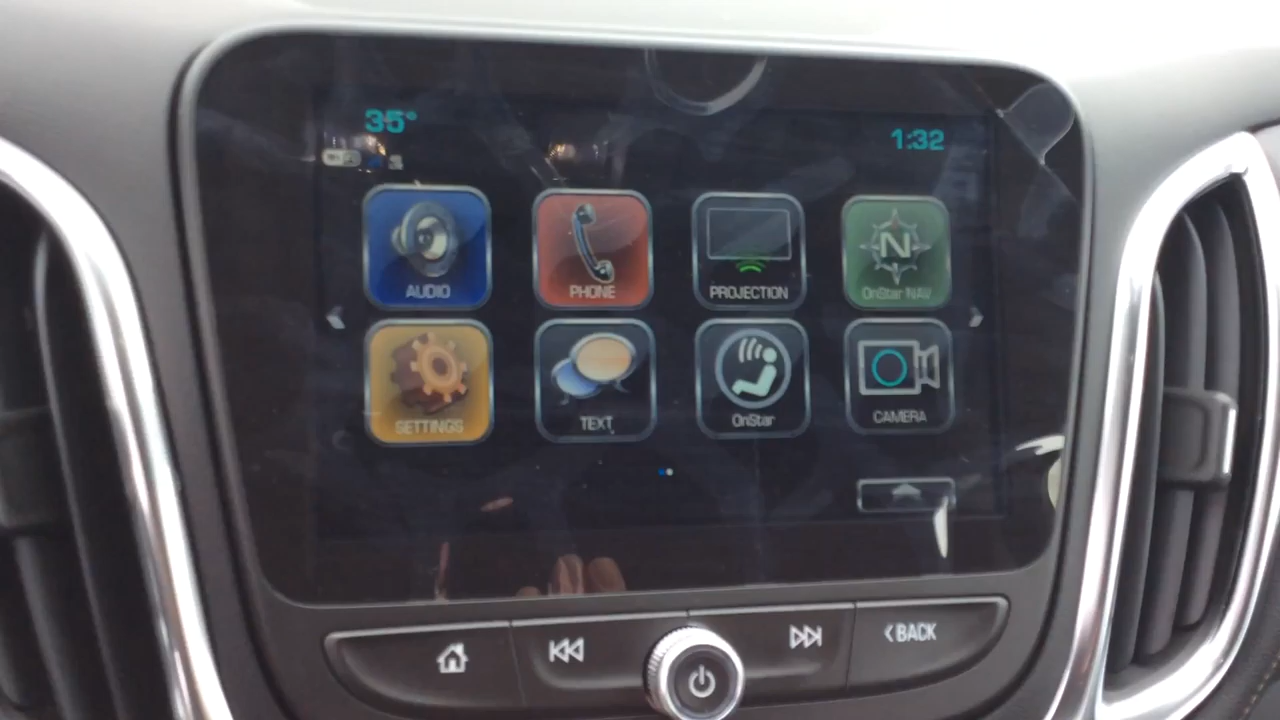 35°
1:32
AUDIO
PHONE
PROJECTION
N
OnStar NAV
SETTINGS
TEXT
OnStar
CAMERA
BACK